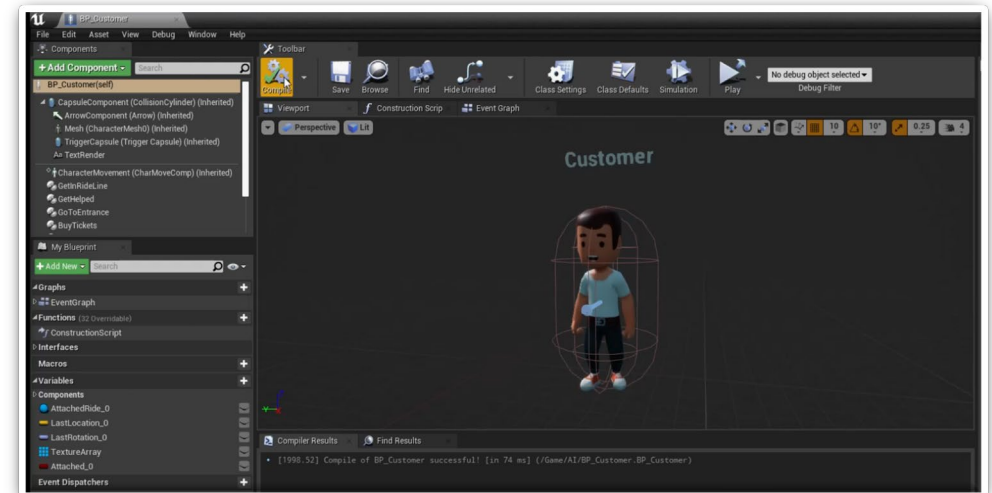 BP_Customer
File Edit Asset View Debug Window Help
Components
+Add Component
Search
BP_Customer(self)
CapsuleComponent (CollisionCylinder) (Inherited)
ArrowComponent (Arrow) (Inherited)
Mesh (CharacterMesh0) (Inherited)
TriggerCapsule (Trigger Capsule) (Inherited)
TextRender
CharacterMovement (CharMoveComp) (Inherited)
GetInRideLine
GetHelped
GoToEntrance
BuyTickets
My Blueprint
+Add New
Search
Graphs
EventGraph
Functions (32 Overridable)
ConstructionScript
Interfaces
Macros
Variables
Components
AttachedRide_0
LastLocation_0
LastRotation_0
TextureArray
Attached_0
Event Dispatchers
Toolbar
Compile Save Browse Find Hide Unrelated Class Settings Class Defaults Simulation Play
No debug object selected
Debug Filter
Viewport Construction Scrip Event Graph
Perspective Lit
10 10° 0.25 4
Customer
Compiler Results Find Results
[1998.52] Compile of BP_Customer successful! [in 74 ms] (/Game/AI/BP_Customer.BP_Customer)